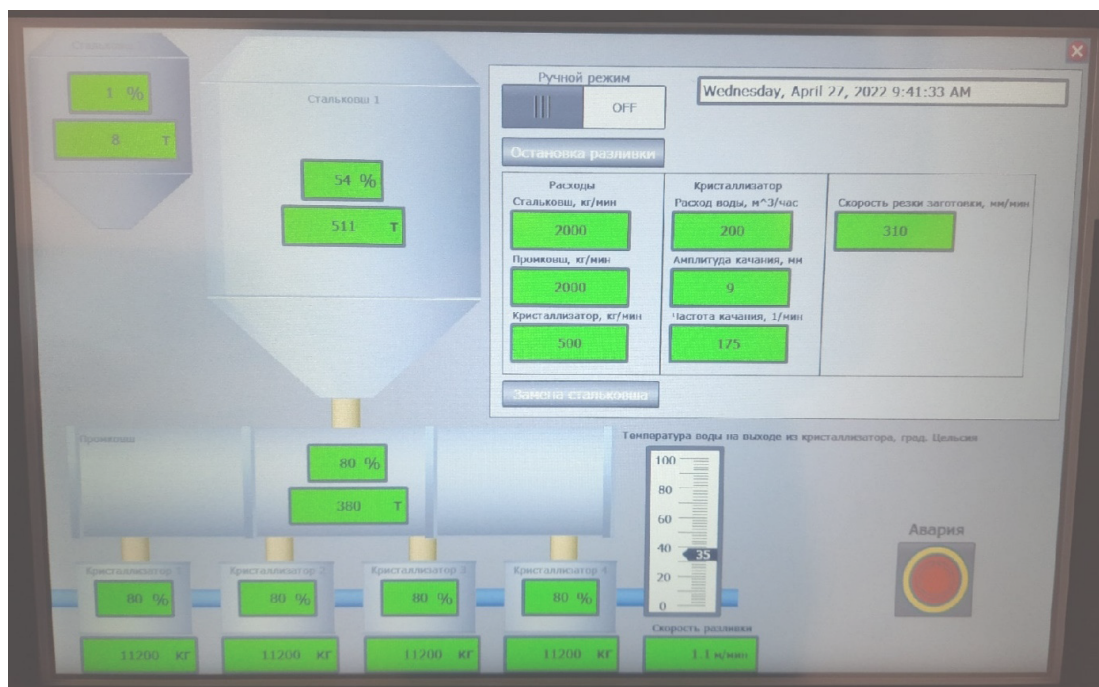 Стальковш
1 %
8 т
Стальковш 1
54 %
511 т
Ручной режим
OFF
Wednesday, April 27, 2022 9:41:33 AM
Остановка разливки
Расходы
Стальковш, кг/мин
2000
Промковш, кг/мин
2000
Кристаллизатор, кг/мин
500
Кристаллизатор
Расход воды, м^3/час
200
Амплитуда качания, мм
9
Частота качания, 1/мин
175
Скорость резки заготовки, мм/мин
310
Замена стальковша
Промковш
80 %
380 т
Температура воды на выходе из кристаллизатора, град. Цельсия
100
80
60
40
35
20
0
Авария
Кристаллизатор 1
80 %
11200 кг
Кристаллизатор 2
80 %
11200 кг
Кристаллизатор 3
80 %
11200 кг
Кристаллизатор 4
80 %
11200 кг
Скорость разливки
1.1 м/мин